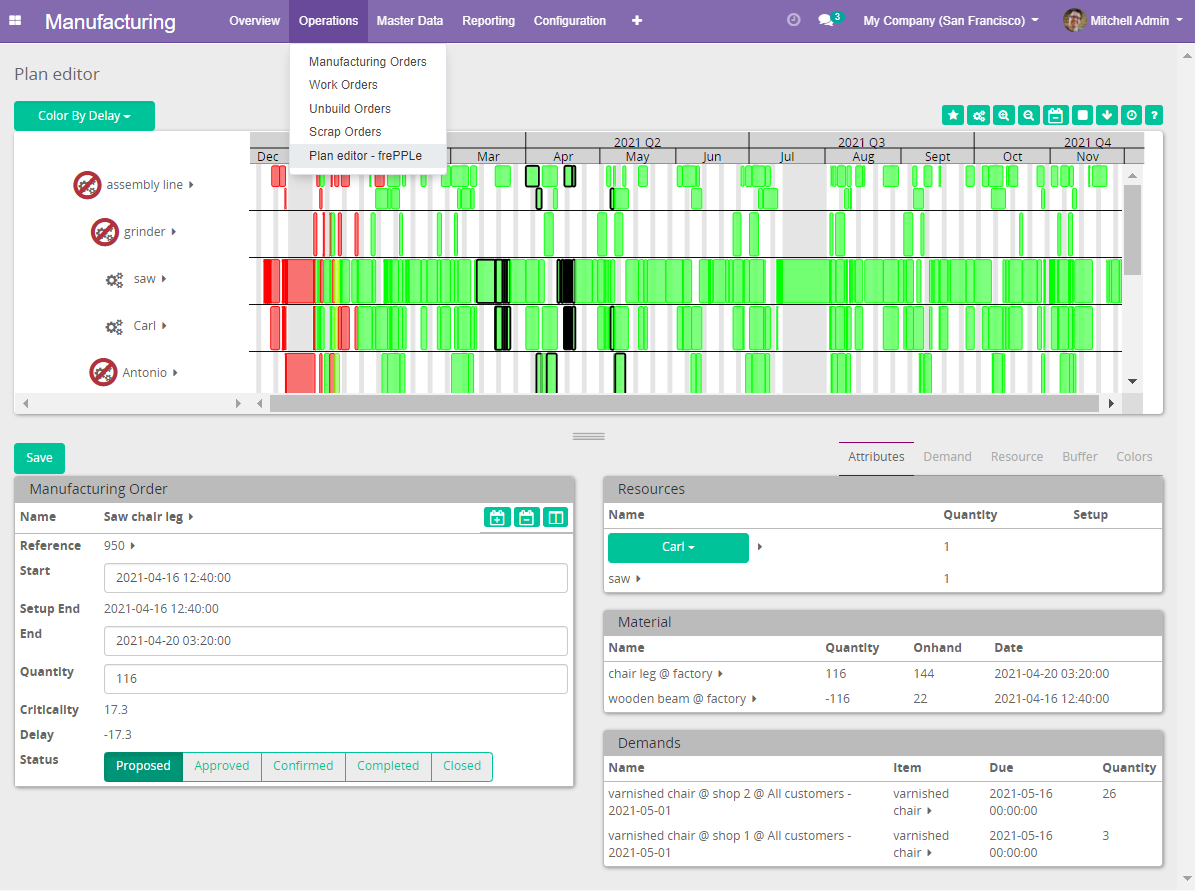 Manufacturing Overview Operations Master Data Reporting Configuration 3 My Company (San Francisco) Mitchell Admin
Manufacturing Orders
Work Orders
Unbuild Orders
Scrap Orders
Plan editor - frePPLe
Plan editor
Color By Delay ?
2021 Q2 2021 Q3 2021 Q4
Dec Mar Apr May Jun Jul Aug Sept Oct Nov
assembly line
grinder
saw
Carl
Antonio
Save
Attributes Demand Resource Buffer Colors
Manufacturing Order
Name Saw chair leg
Reference 950
Start 2021-04-16 12:40:00
Setup End 2021-04-16 12:40:00
End 2021-04-20 03:20:00
Quantity 116
Criticality 17.3
Delay -17.3
Status Proposed Approved Confirmed Completed Closed
Resources
Name Quantity Setup
Carl 1
saw 1
Material
Name Quantity Onhand Date
chair leg @ factory 116 144 2021-04-20 03:20:00
wooden beam @ factory -116 22 2021-04-16 12:40:00
Demands
Name Item Due Quantity
varnished chair @ shop 2 @ All customers - varnished 2021-05-16 26
2021-05-01 chair 00:00:00
varnished chair @ shop 1 @ All customers - varnished 2021-05-16 3
2021-05-01 chair 00:00:00